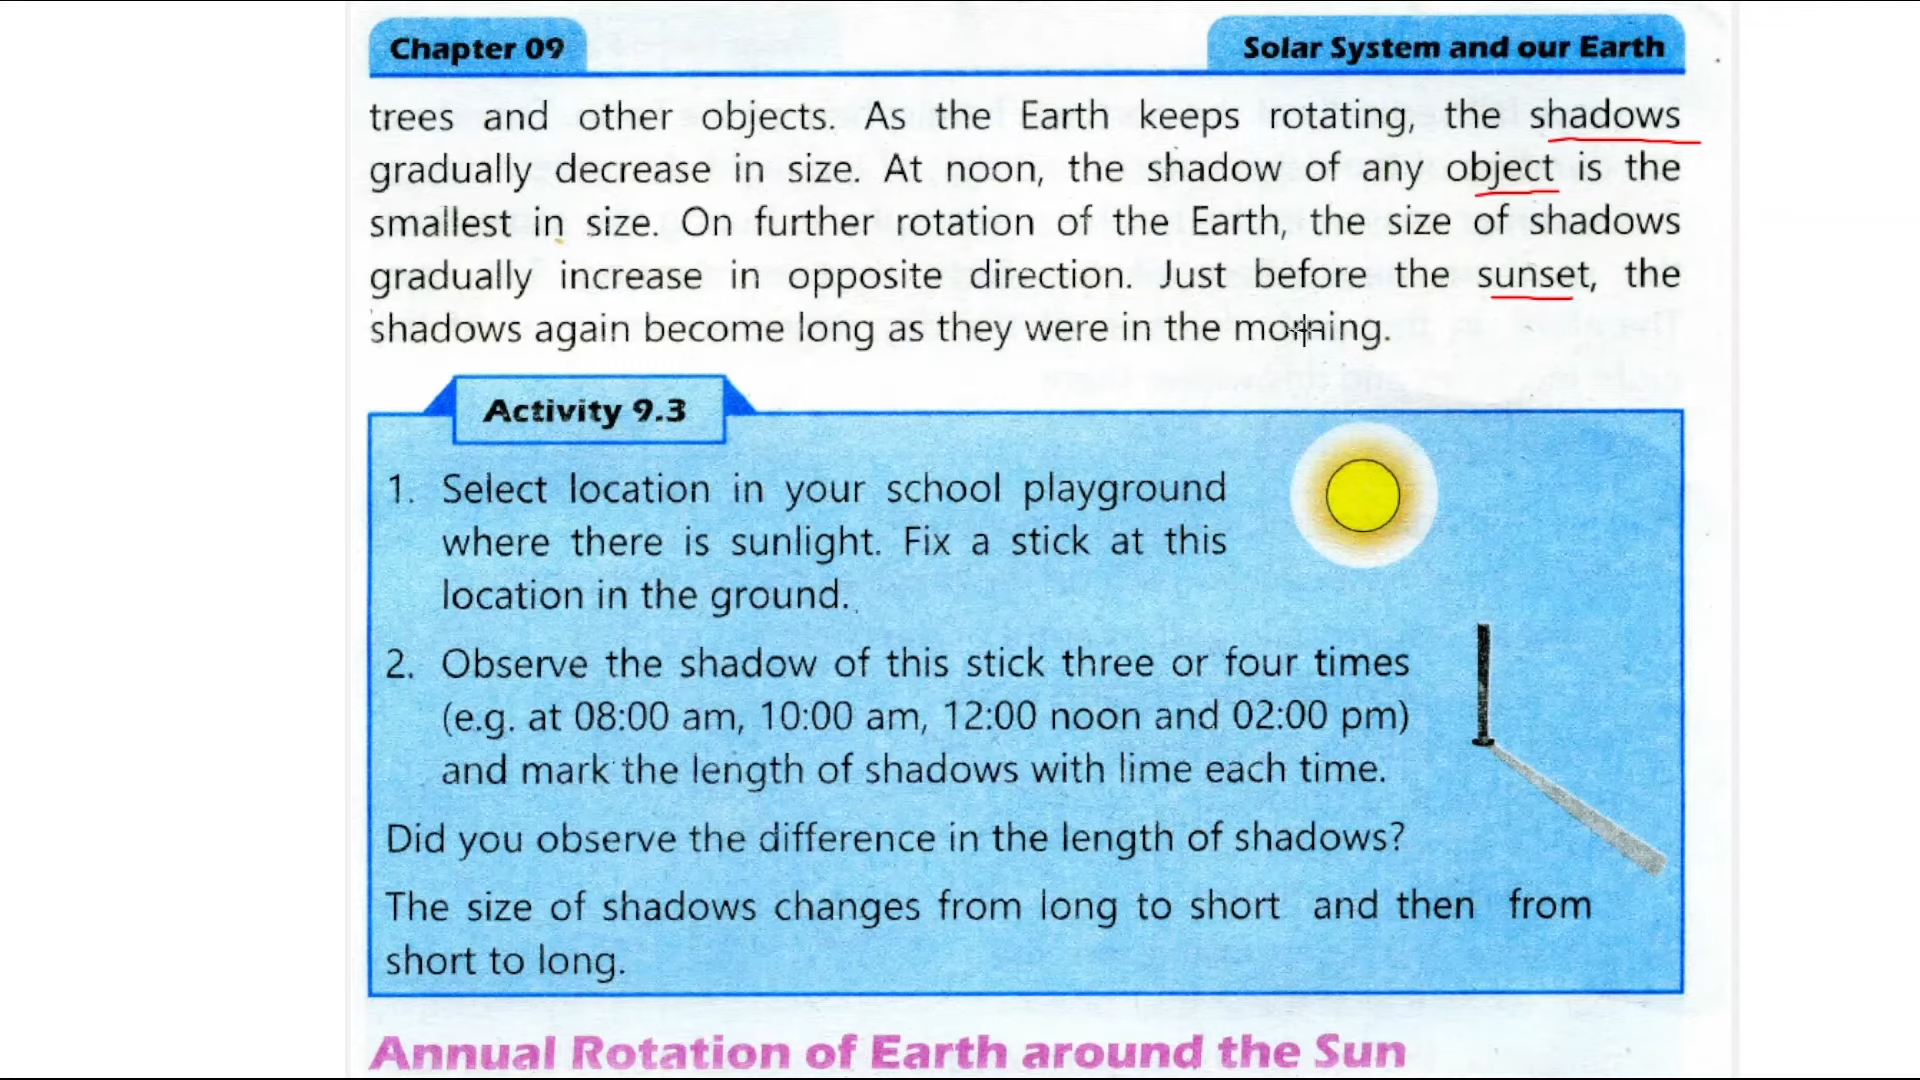 Chapter 09
Solar System and our Earth
trees and other objects. As the Earth keeps rotating, the shadows
gradually decrease in size. At noon, the shadow of any object is the
smallest in size. On further rotation of the Earth, the size of shadows
gradually increase in opposite direction. Just before the sunset, the
shadows again become long as they were in the morning.
Activity 9.3
1. Select location in your school playground
where there is sunlight. Fix a stick at this
location in the ground.
2. Observe the shadow of this stick three or four times
(e.g. at 08:00 am, 10:00 am, 12:00 noon and 02:00 pm)
and mark the length of shadows with lime each time.
Did you observe the difference in the length of shadows?
The size of shadows changes from long to short and then from
short to long.
Annual Rotation of Earth around the Sun